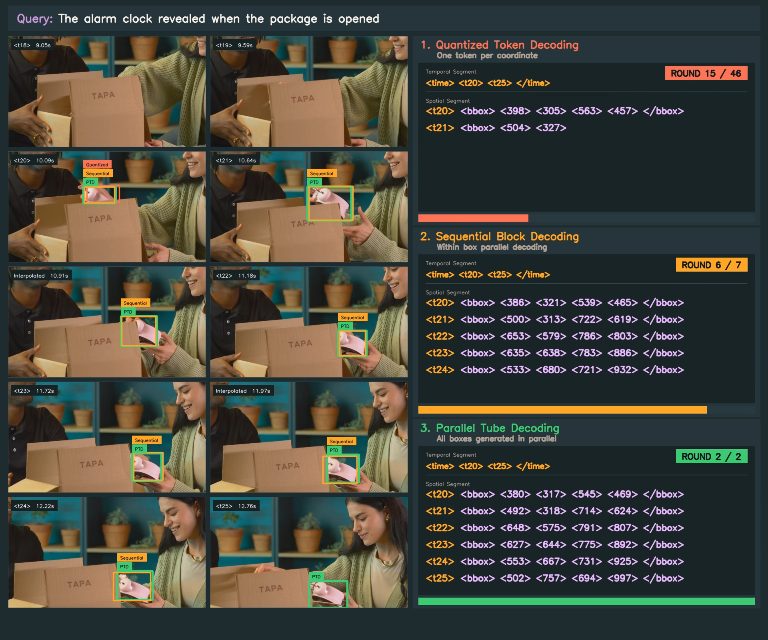 Query: The alarm clock revealed when the package is opened
<t18> 9.05s
<t19> 9.59s
TAPA
TAPA
<t20> 10.09s
Quantized
Sequential
PTD
TAPA
<t21> 10.64s
Sequential
PTD
TAPA
Interpolated 10.91s
Sequential
PTD
TAPA
<t22> 11.18s
Sequential
PTD
TAPA
<t23> 11.72s
Sequential
PTD
TAPA
Interpolated 11.97s
Sequential
PTD
TAPA
<t24> 12.22s
Sequential
PTD
TAPA
<t25> 12.76s
PTD
TAPA
1. Quantized Token Decoding
One token per coordinate
Temporal Segment
ROUND 15 / 46
<time> <t20> <t25> </time>
Spatial Segment
<t20> <bbox> <398> <305> <563> <457> </bbox>
<t21> <bbox> <504> <327>
2. Sequential Block Decoding
Within box parallel decoding
Temporal Segment
ROUND 6 / 7
<time> <t20> <t25> </time>
Spatial Segment
<t20> <bbox> <386> <321> <539> <465> </bbox>
<t21> <bbox> <500> <313> <722> <619> </bbox>
<t22> <bbox> <653> <579> <786> <803> </bbox>
<t23> <bbox> <635> <638> <783> <886> </bbox>
<t24> <bbox> <533> <680> <721> <932> </bbox>
3. Parallel Tube Decoding
All boxes generated in parallel
Temporal Segment
ROUND 2 / 2
<time> <t20> <t25> </time>
Spatial Segment
<t20> <bbox> <380> <317> <545> <469> </bbox>
<t21> <bbox> <492> <318> <714> <624> </bbox>
<t22> <bbox> <648> <575> <791> <807> </bbox>
<t23> <bbox> <627> <644> <775> <892> </bbox>
<t24> <bbox> <553> <667> <731> <925> </bbox>
<t25> <bbox> <502> <757> <694> <997> </bbox>